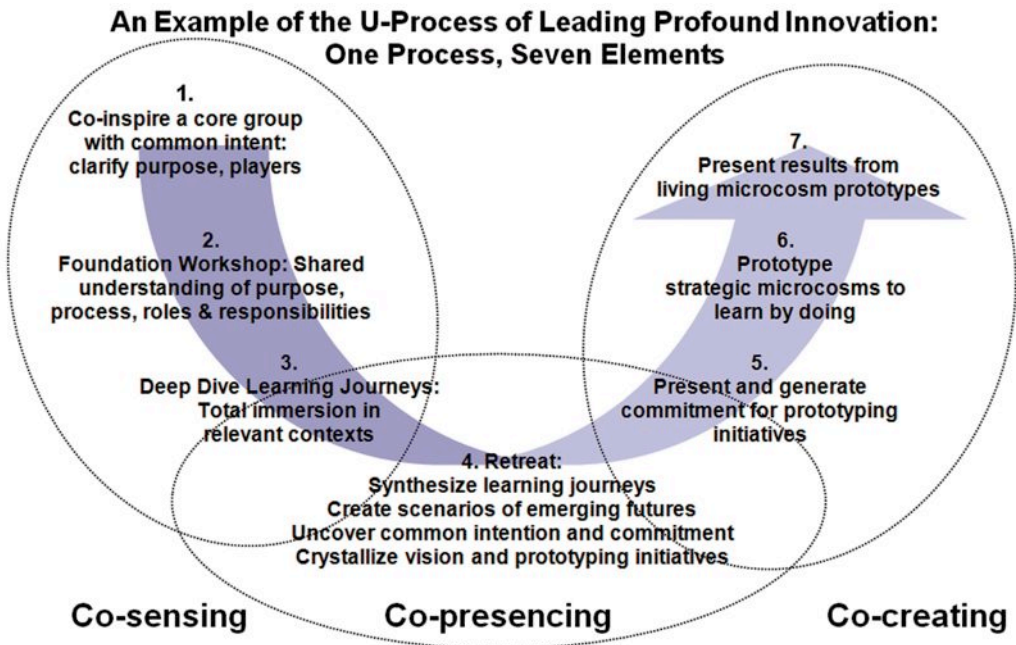 An Example of the U-Process of Leading Profound Innovation:
One Process, Seven Elements
1.
Co-inspire a core group
with common intent:
clarify purpose, players
2.
Foundation Workshop: Shared
understanding of purpose,
process, roles & responsibilities
3.
Deep Dive Learning Journeys:
Total immersion in
relevant contexts
4. Retreat:
Synthesize learning journeys
Create scenarios of emerging futures
Uncover common intention and commitment
Crystallize vision and prototyping initiatives
5.
Present and generate
commitment for prototyping
initiatives
6.
Prototype
strategic microcosms to
learn by doing
7.
Present results from
living microcosm prototypes
Co-sensing
Co-presencing
Co-creating